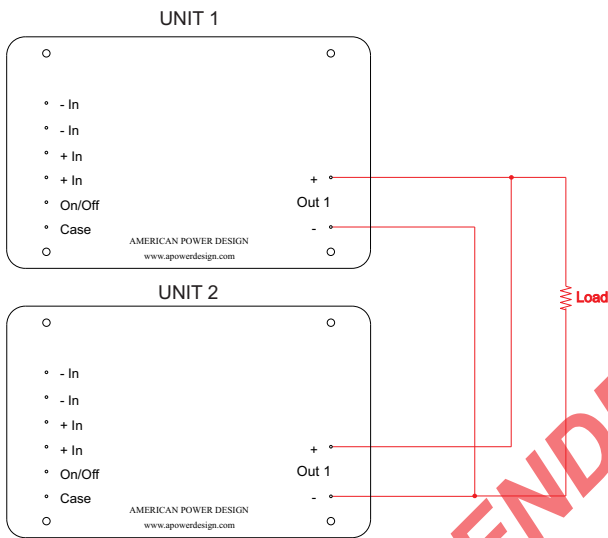 UNIT 1
- In
- In
+ In
+ In
On/Off
Case
+
Out 1
-
AMERICAN POWER DESIGN
www.apowerdesign.com
Load
UNIT 2
- In
- In
+ In
+ In
On/Off
Case
+
Out 1
-
AMERICAN POWER DESIGN
www.apowerdesign.com